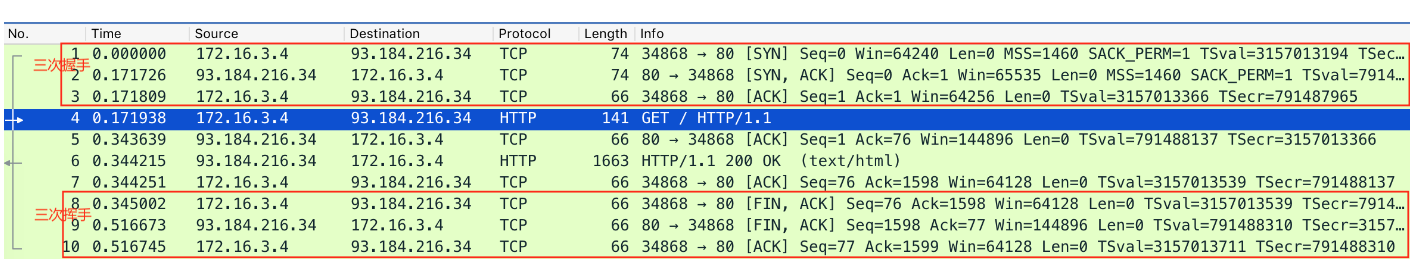 No. Time Source Destination Protocol Length Info
1 0.000000 172.16.3.4 93.184.216.34 TCP 74 34868 → 80 [SYN] Seq=0 Win=64240 Len=0 MSS=1460 SACK_PERM=1 TSval=3157013194 TSec…
三次握手
2 0.171726 93.184.216.34 172.16.3.4 TCP 74 80 → 34868 [SYN, ACK] Seq=0 Ack=1 Win=65535 Len=0 MSS=1460 SACK_PERM=1 TSval=7914…
3 0.171809 172.16.3.4 93.184.216.34 TCP 66 34868 → 80 [ACK] Seq=1 Ack=1 Win=64256 Len=0 TSval=3157013366 TSecr=791487965
4 0.171938 172.16.3.4 93.184.216.34 HTTP 141 GET / HTTP/1.1
5 0.343639 93.184.216.34 172.16.3.4 TCP 66 80 → 34868 [ACK] Seq=1 Ack=76 Win=144896 Len=0 TSval=791488137 TSecr=3157013366
6 0.344215 93.184.216.34 172.16.3.4 HTTP 1663 HTTP/1.1 200 OK (text/html)
7 0.344251 172.16.3.4 93.184.216.34 TCP 66 34868 → 80 [ACK] Seq=76 Ack=1598 Win=64128 Len=0 TSval=3157013539 TSecr=791488137
8 0.345002 172.16.3.4 93.184.216.34 TCP 66 34868 → 80 [FIN, ACK] Seq=76 Ack=1598 Win=64128 Len=0 TSval=3157013539 TSecr=7914…
三次挥手
9 0.516673 93.184.216.34 172.16.3.4 TCP 66 80 → 34868 [FIN, ACK] Seq=1598 Ack=77 Win=144896 Len=0 TSval=791488310 TSecr=3157…
10 0.516745 172.16.3.4 93.184.216.34 TCP 66 34868 → 80 [ACK] Seq=77 Ack=1599 Win=64128 Len=0 TSval=3157013711 TSecr=791488310